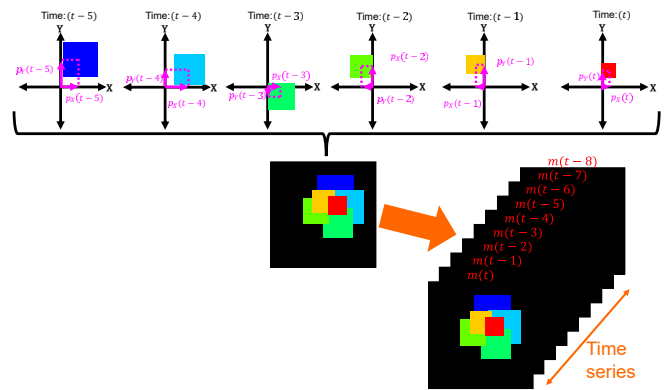 Time:(t − 5) Time:(t − 4) Time:(t − 3) Time:(t − 2) Time:(t − 1) Time:(t)
Y Y Y Y Y Y
p_Y(t − 5) X p_X(t − 5)
p_Y(t − 4) X p_X(t − 4)
p_X(t − 3) X p_Y(t − 3)
p_X(t − 2) X p_Y(t − 2)
p_Y(t − 1) X p_X(t − 1)
p_Y(t) X p_X(t)
m(t − 8)
m(t − 7)
m(t − 6)
m(t − 5)
m(t − 4)
m(t − 3)
m(t − 2)
m(t − 1)
m(t)
Time
series